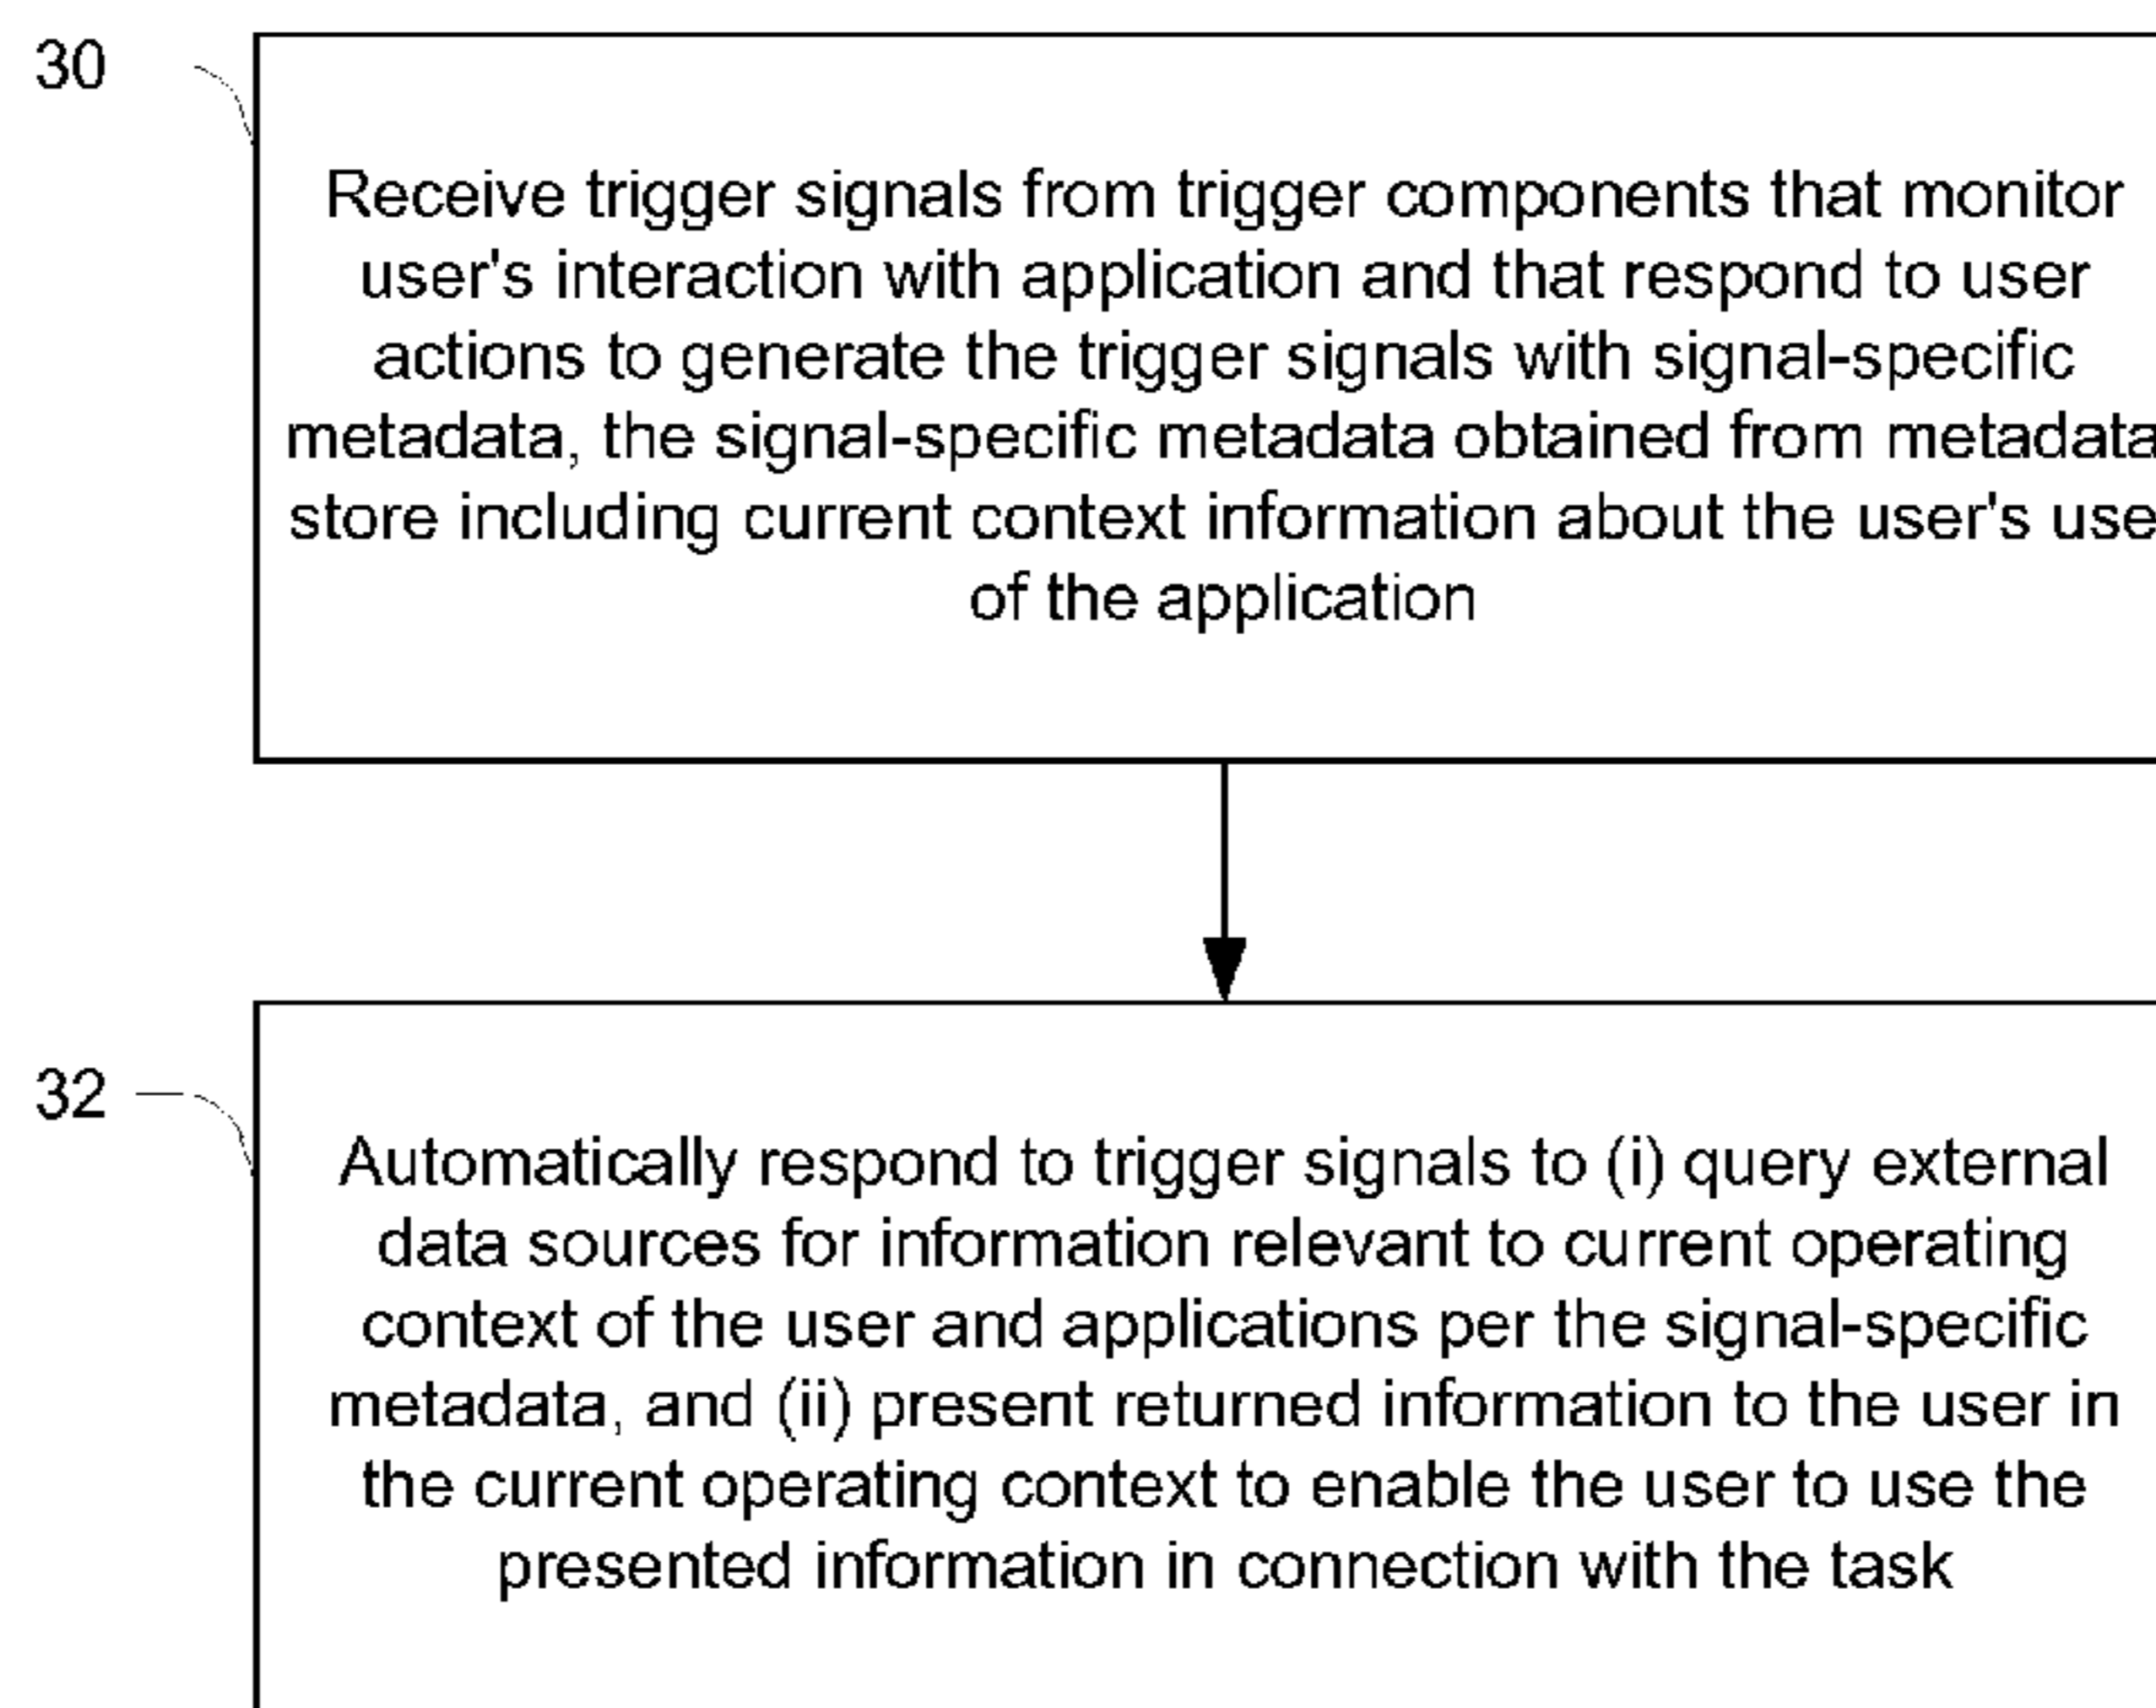 30
Receive trigger signals from trigger components that monitor
user's interaction with application and that respond to user
actions to generate the trigger signals with signal-specific
metadata, the signal-specific metadata obtained from metadata
store including current context information about the user's use
of the application
32
Automatically respond to trigger signals to (i) query external
data sources for information relevant to current operating
context of the user and applications per the signal-specific
metadata, and (ii) present returned information to the user in
the current operating context to enable the user to use the
presented information in connection with the task